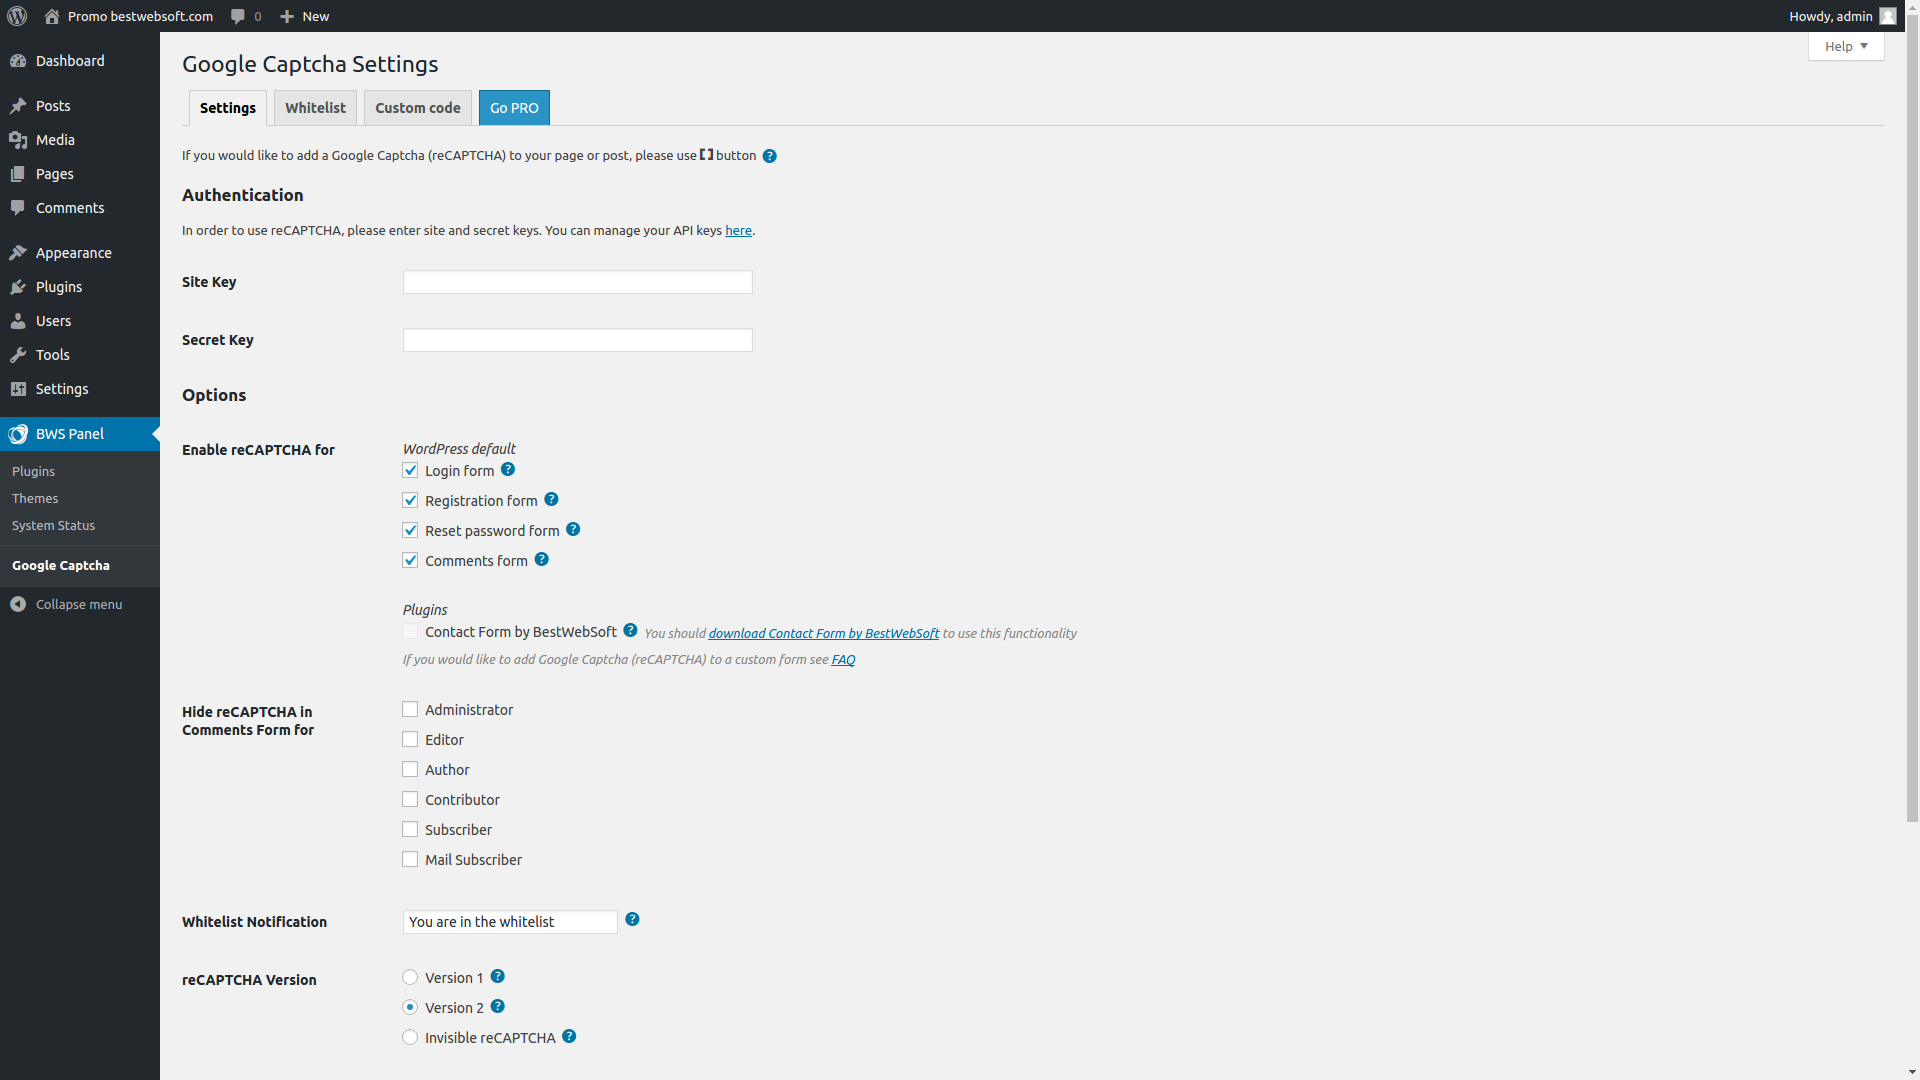 Promo bestwebsoft.com
0
New
Howdy, admin
Help
Dashboard
Posts
Media
Pages
Comments
Appearance
Plugins
Users
Tools
Settings
BWS Panel
Plugins
Themes
System Status
Google Captcha
Collapse menu
Google Captcha Settings
Settings
Whitelist
Custom code
Go PRO
If you would like to add a Google Captcha (reCAPTCHA) to your page or post, please use button ?
Authentication
In order to use reCAPTCHA, please enter site and secret keys. You can manage your API keys here.
Site Key
Secret Key
Options
Enable reCAPTCHA for
WordPress default
Login form ?
Registration form ?
Reset password form ?
Comments form ?
Plugins
Contact Form by BestWebSoft ? You should download Contact Form by BestWebSoft to use this functionality
If you would like to add Google Captcha (reCAPTCHA) to a custom form see FAQ
Hide reCAPTCHA in
Comments Form for
Administrator
Editor
Author
Contributor
Subscriber
Mail Subscriber
Whitelist Notification
You are in the whitelist ?
reCAPTCHA Version
Version 1 ?
Version 2 ?
Invisible reCAPTCHA ?